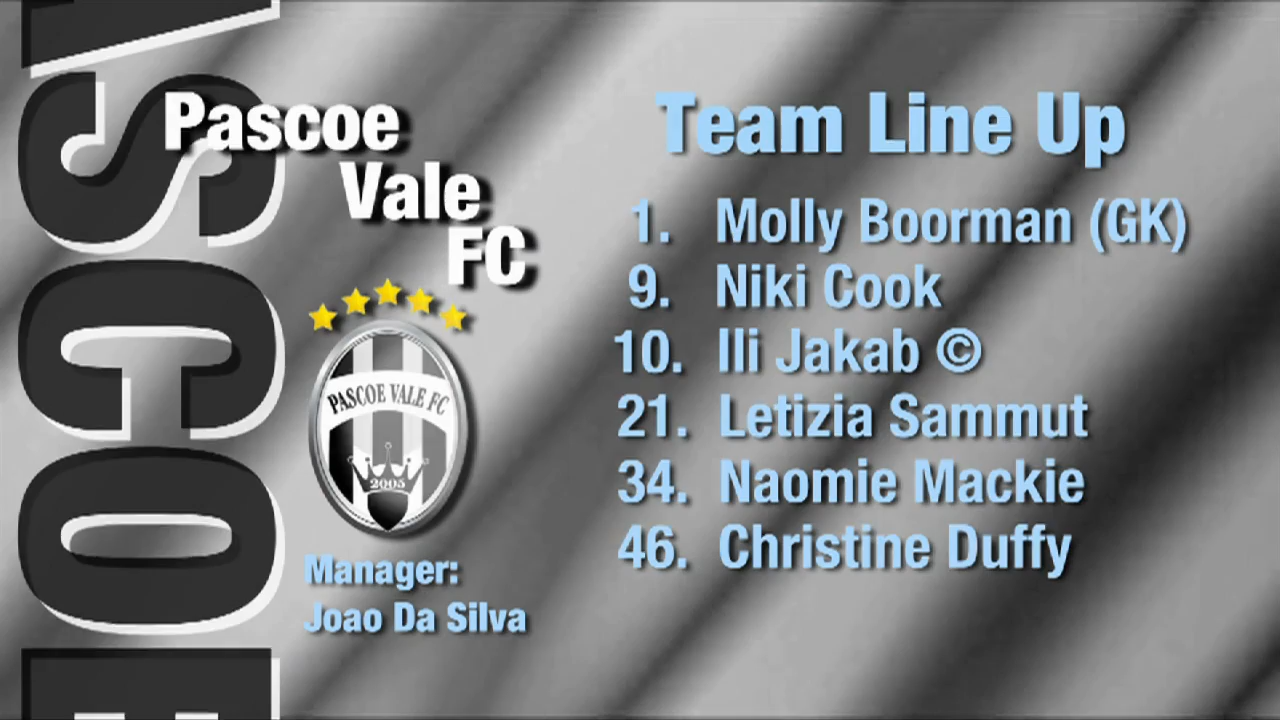 Pascoe
Vale
FC
PASCOE VALE FC
2005
Manager:
Joao Da Silva
Team Line Up
1. Molly Boorman (GK)
9. Niki Cook
10. Ili Jakab ©
21. Letizia Sammut
34. Naomie Mackie
46. Christine Duffy
ASCOE